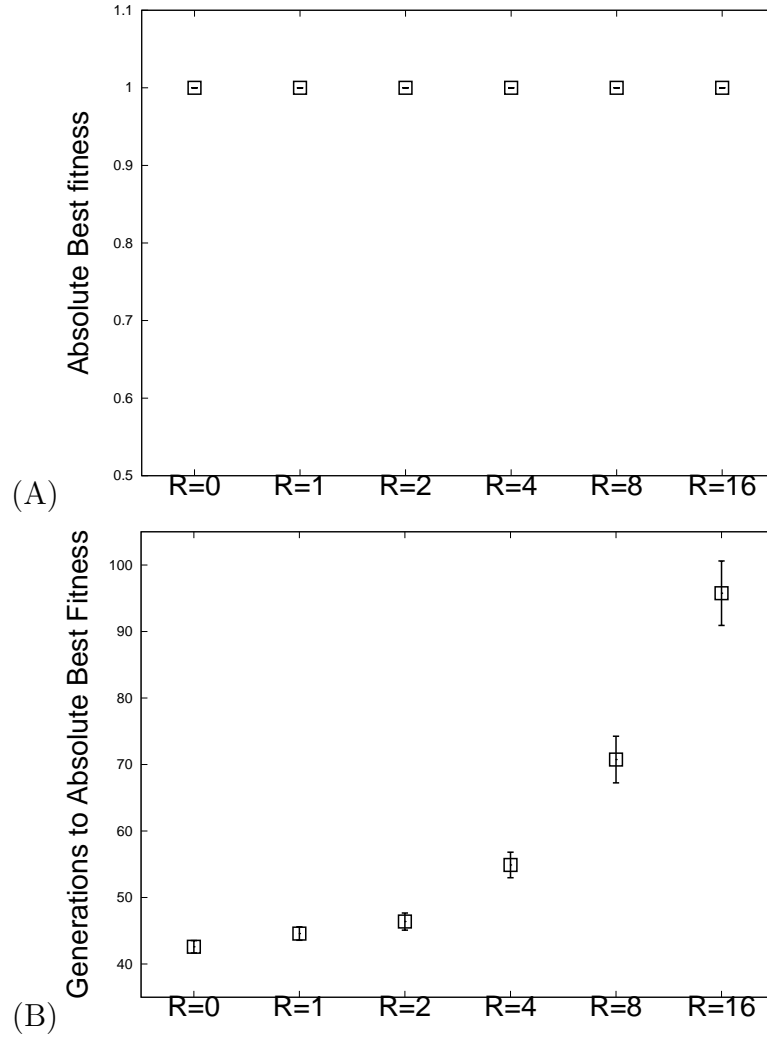 1.1
1
0.9
0.8
0.7
0.6
0.5
Absolute Best fitness
R=0 R=1 R=2 R=4 R=8 R=16
(A)
100
90
80
70
60
50
40
Generations to Absolute Best Fitness
R=0 R=1 R=2 R=4 R=8 R=16
(B)